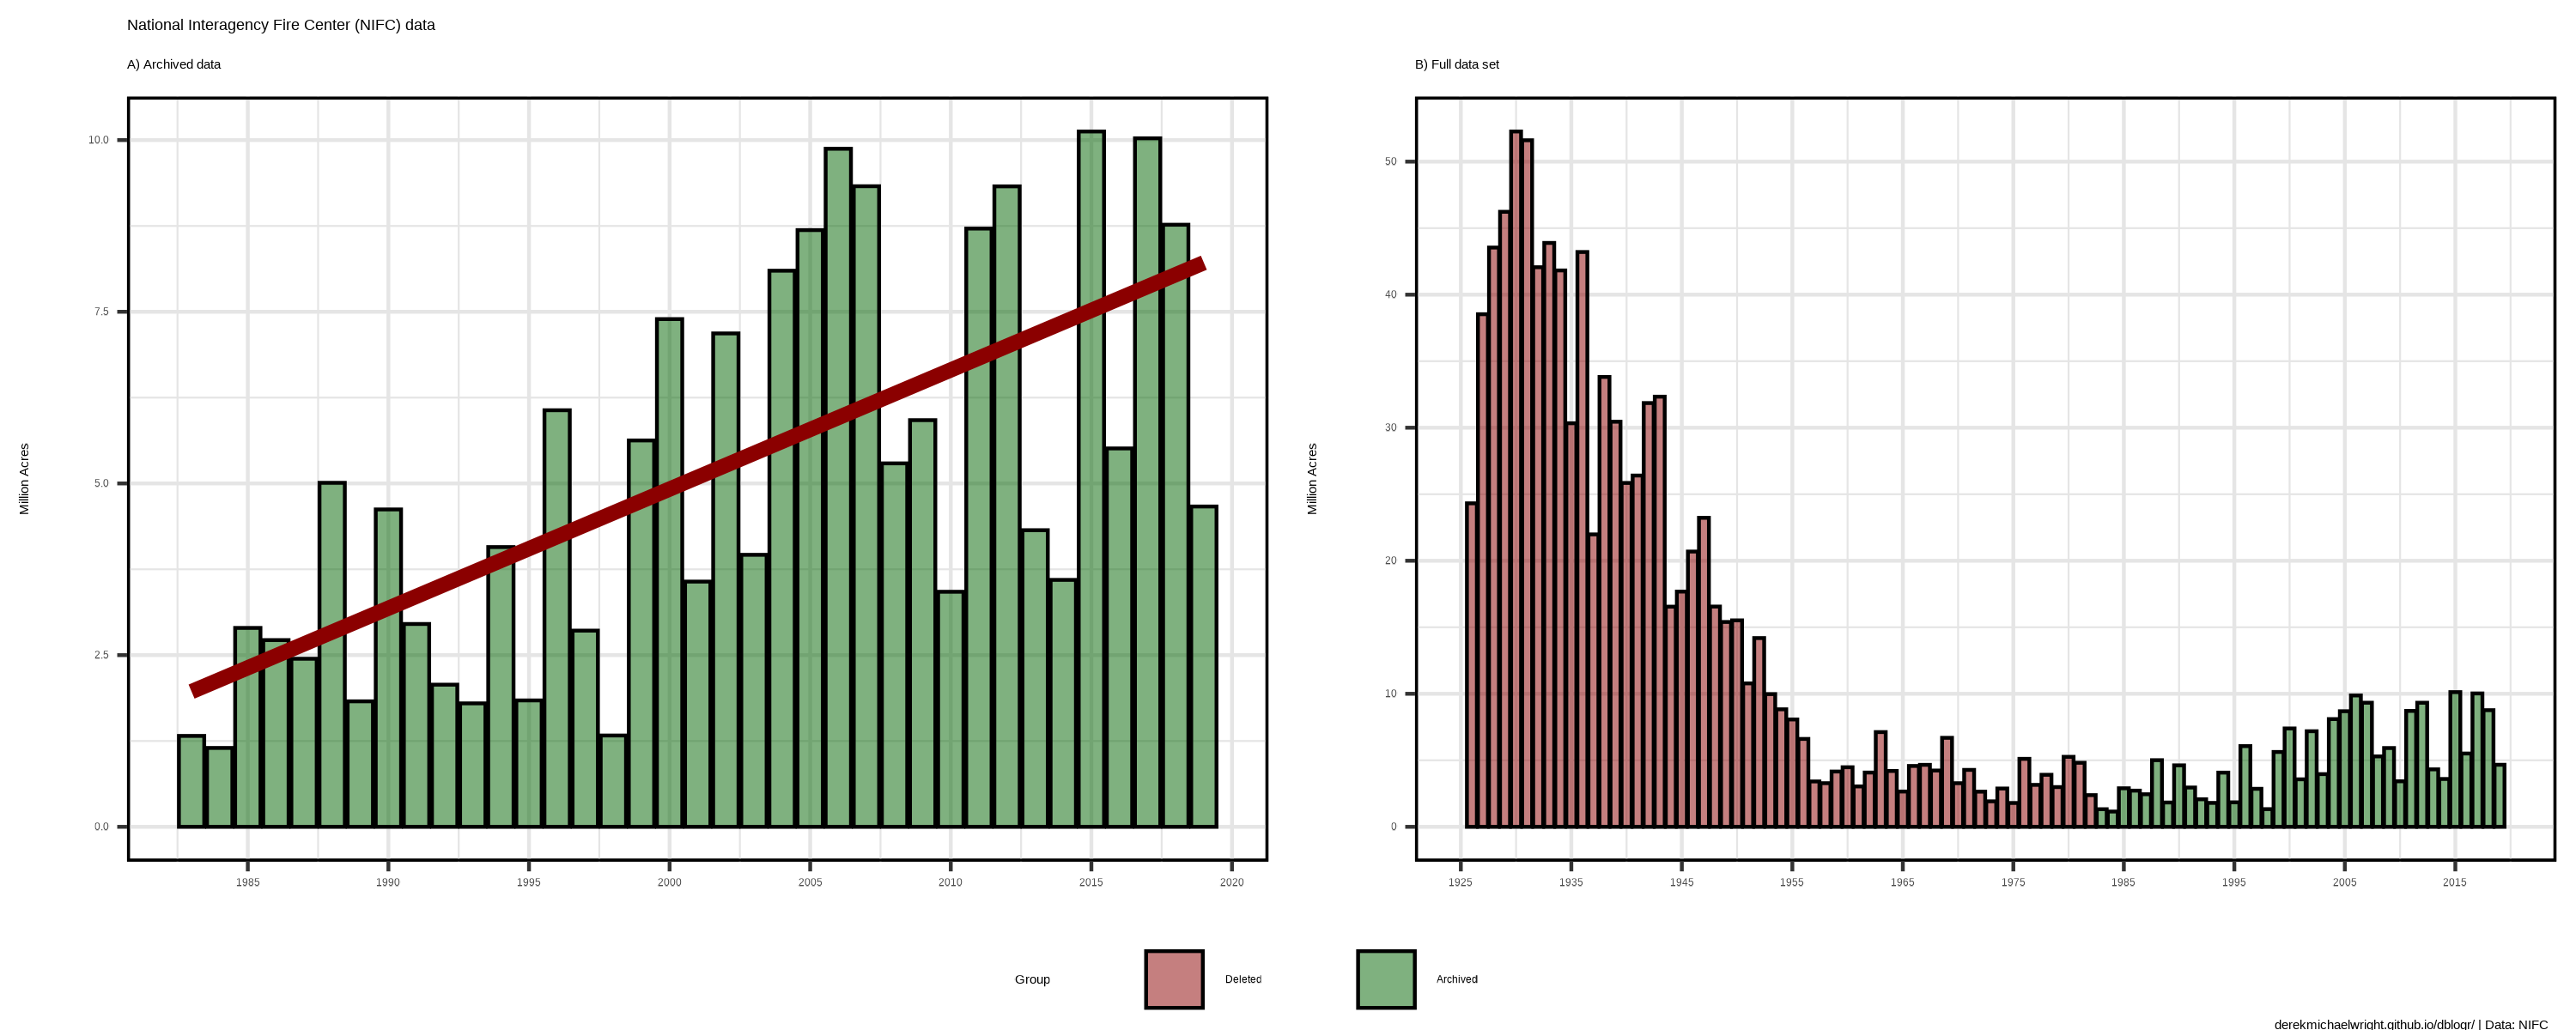 National Interagency Fire Center (NIFC) data
A) Archived data
B) Full data set
Million Acres
10.0
7.5
5.0
2.5
0.0
1985 1990 1995 2000 2005 2010 2015 2020
Million Acres
50
40
30
20
10
0
1925 1935 1945 1955 1965 1975 1985 1995 2005 2015
Group Deleted Archived
derekmichaelwright.github.io/dblogr/ | Data: NIFC